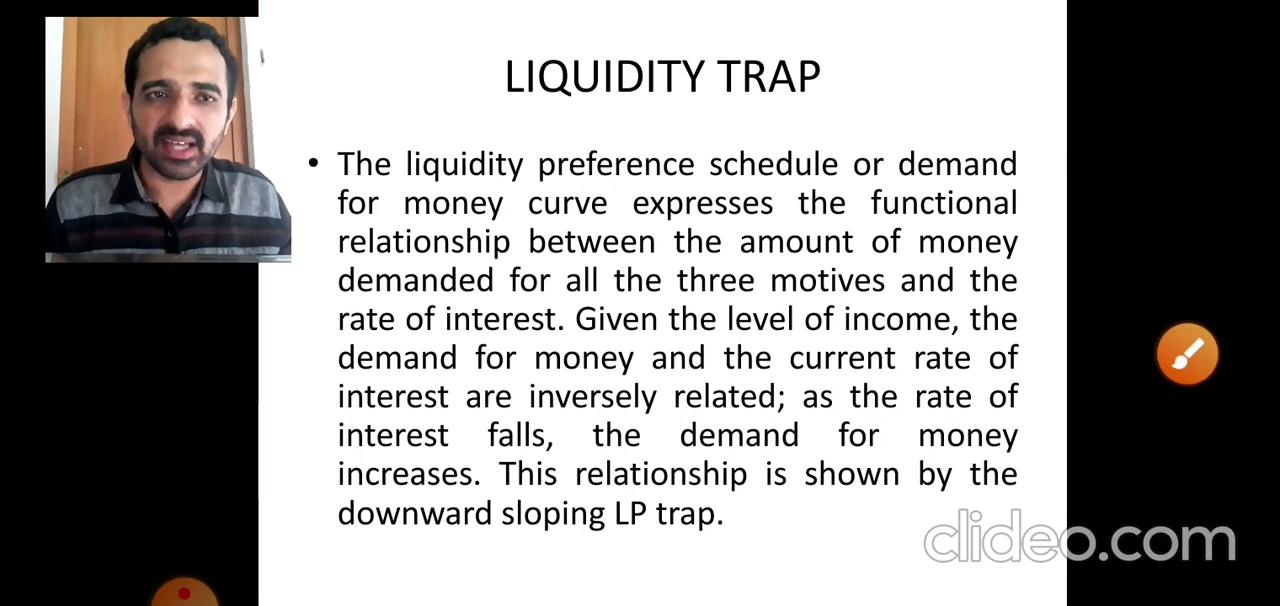 LIQUIDITY TRAP
• The liquidity preference schedule or demand
for money curve expresses the functional
relationship between the amount of money
demanded for all the three motives and the
rate of interest. Given the level of income, the
demand for money and the current rate of
interest are inversely related; as the rate of
interest falls, the demand for money
increases. This relationship is shown by the
downward sloping LP trap.
clideo.com